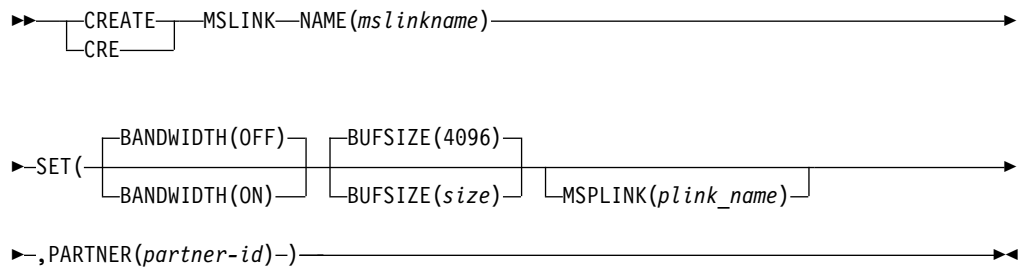 CREATE MSLINK NAME(mslinkname)
CRE
BANDWIDTH(OFF) BUFSIZE(4096)
SET(
BANDWIDTH(ON) BUFSIZE(size) MSPLINK(plink_name)
,PARTNER(partner-id) )